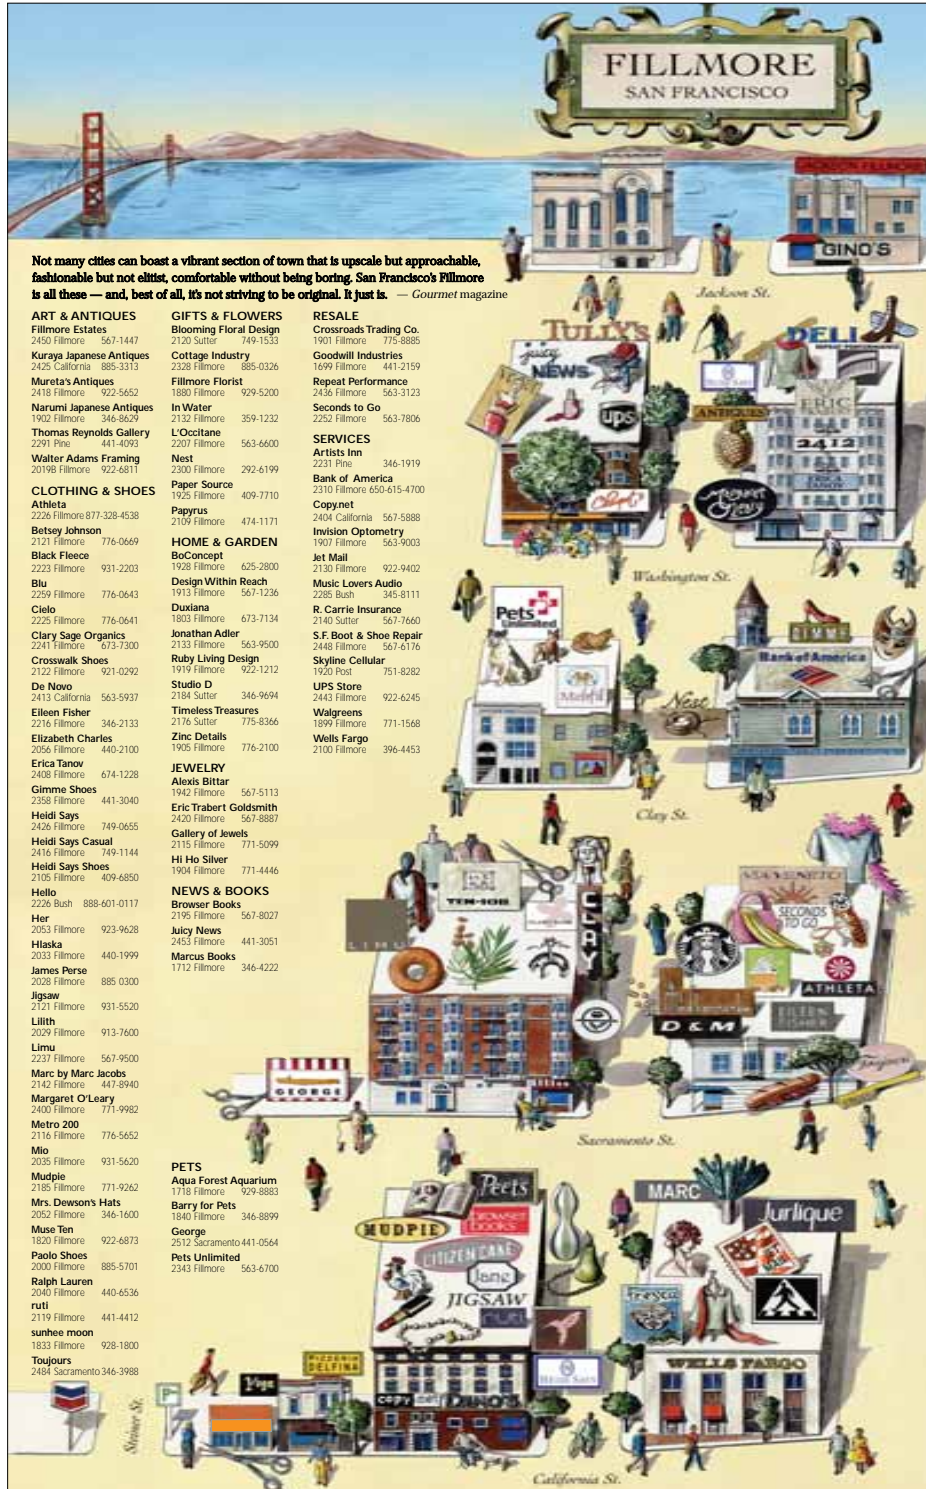 FILLMORE
SAN FRANCISCO
JACKSON FILLMORE
GINO'S
Jackson St.
Not many cities can boast a vibrant section of town that is upscale but approachable,
fashionable but not elitist, comfortable without being boring. San Francisco's Fillmore
is all these — and, best of all, it's not striving to be original. It just is. — Gourmet magazine
ART & ANTIQUES
Fillmore Estates
2450 Fillmore 567-1447
Kuraya Japanese Antiques
2425 California 885-3313
Mureta's Antiques
2418 Fillmore 922-5652
Narumi Japanese Antiques
1902 Fillmore 346-8629
Thomas Reynolds Gallery
2291 Pine 441-4093
Walter Adams Framing
2019B Fillmore 922-6811
CLOTHING & SHOES
Athleta
2226 Fillmore 877-328-4538
Betsey Johnson
2121 Fillmore 776-0669
Black Fleece
2223 Fillmore 931-2203
Blu
2259 Fillmore 776-0643
Cielo
2225 Fillmore 776-0641
Clary Sage Organics
2241 Fillmore 673-7300
Crosswalk Shoes
2122 Fillmore 921-0292
De Novo
2413 California 563-5937
Eileen Fisher
2216 Fillmore 346-2133
Elizabeth Charles
2056 Fillmore 440-2100
Erica Tanov
2408 Fillmore 674-1228
Gimme Shoes
2358 Fillmore 441-3040
Heidi Says
2426 Fillmore 749-0655
Heidi Says Casual
2416 Fillmore 749-1144
Heidi Says Shoes
2105 Fillmore 409-6850
Hello
2226 Bush 888-601-0117
Her
2053 Fillmore 923-9628
Hlaska
2033 Fillmore 440-1999
James Perse
2028 Fillmore 885 0300
Jigsaw
2121 Fillmore 931-5520
Lilith
2029 Fillmore 913-7600
Limu
2237 Fillmore 567-9500
Marc by Marc Jacobs
2142 Fillmore 447-8940
Margaret O'Leary
2400 Fillmore 771-9982
Metro 200
2116 Fillmore 776-5652
Mio
2035 Fillmore 931-5620
Mudpie
2185 Fillmore 771-9262
Mrs. Dewson's Hats
2052 Fillmore 346-1600
Muse Ten
1820 Fillmore 922-6873
Paolo Shoes
2000 Fillmore 885-5701
Ralph Lauren
2040 Fillmore 440-6536
ruti
2119 Fillmore 441-4412
sunhee moon
1833 Fillmore 928-1800
Toujours
2484 Sacramento 346-3988
GIFTS & FLOWERS
Blooming Floral Design
2120 Sutter 749-1533
Cottage Industry
2328 Fillmore 885-0326
Fillmore Florist
1880 Fillmore 929-5200
In Water
2132 Fillmore 359-1232
L'Occitane
2207 Fillmore 563-6600
Nest
2300 Fillmore 292-6199
Paper Source
1925 Fillmore 409-7710
Papyrus
2109 Fillmore 474-1171
HOME & GARDEN
BoConcept
1928 Fillmore 625-2800
Design Within Reach
1913 Fillmore 567-1236
Duxiana
1803 Fillmore 673-7134
Jonathan Adler
2133 Fillmore 563-9500
Ruby Living Design
1919 Fillmore 922-1212
Studio D
2184 Sutter 346-9694
Timeless Treasures
2176 Sutter 775-8366
Zinc Details
1905 Fillmore 776-2100
JEWELRY
Alexis Bittar
1942 Fillmore 567-5113
Eric Trabert Goldsmith
2420 Fillmore 567-8887
Gallery of Jewels
2115 Fillmore 771-5099
Hi Ho Silver
1904 Fillmore 771-4446
NEWS & BOOKS
Browser Books
2195 Fillmore 567-8027
Juicy News
2453 Fillmore 441-3051
Marcus Books
1712 Fillmore 346-4222
PETS
Aqua Forest Aquarium
1718 Fillmore 929-8883
Barry for Pets
1840 Fillmore 346-8899
George
2512 Sacramento 441-0564
Pets Unlimited
2343 Fillmore 563-6700
RESALE
Crossroads Trading Co.
1901 Fillmore 775-8885
Goodwill Industries
1699 Fillmore 441-2159
Repeat Performance
2436 Fillmore 563-3123
Seconds to Go
2252 Fillmore 563-7806
SERVICES
Artists Inn
2231 Pine 346-1919
Bank of America
2310 Fillmore 650-615-4700
Copy.net
2404 California 567-5888
Invision Optometry
1907 Fillmore 563-9003
Jet Mail
2130 Fillmore 922-9402
Music Lovers Audio
2285 Bush 345-8111
R. Carrie Insurance
2140 Sutter 567-7660
S.F. Boot & Shoe Repair
2448 Fillmore 567-6176
Skyline Cellular
1920 Post 751-8282
UPS Store
2443 Fillmore 922-6245
Walgreens
1899 Fillmore 771-1568
Wells Fargo
2100 Fillmore 396-4453
TULLY'S
juicy
NEWS
ups
DELI
HEIDI SAYS
ANTIQUES
ERIC
2412
ERICA
TANOV
Washington St.
Pets
Unlimited
GIMME
Bank of America
Nest
Clay St.
TEN-ICHI
LIMU
CLAY
VIA VENETO
SECONDS
TO GO
ATHLETA
D&M
EILEEN
FISHER
Toujours
GEORGE
Sacramento St.
Peets
MUDPIE
browser
books
CITIZEN CAKE
Jane
JIGSAW
ruti
MARC
Jurlique
Fresca
PIZZERIA
DELFINA
HEIDI SAYS
WELLS FARGO
COPY.NET
DINO'S
Steiner St.
California St.